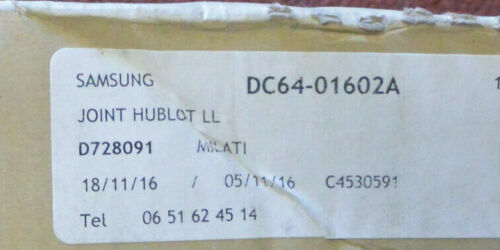 SAMSUNG DC64-01602A 1
JOINT HUBLOT LL
D728091 MILATI
18/11/16 / 05/11/16 C4530591
Tel 06 51 62 45 14